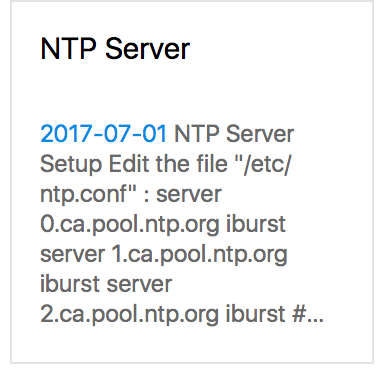 NTP Server
2017-07-01 NTP Server
Setup Edit the file "/etc/
ntp.conf" : server
0.ca.pool.ntp.org iburst
server 1.ca.pool.ntp.org
iburst server
2.ca.pool.ntp.org iburst #...